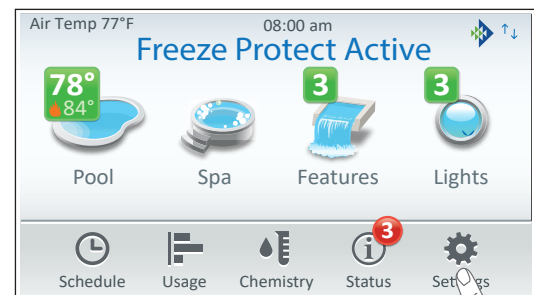 Air Temp 77°F 08:00 am
Freeze Protect Active
78° 3 3
84°
Pool Spa Features Lights
3
Schedule Usage Chemistry Status Settings